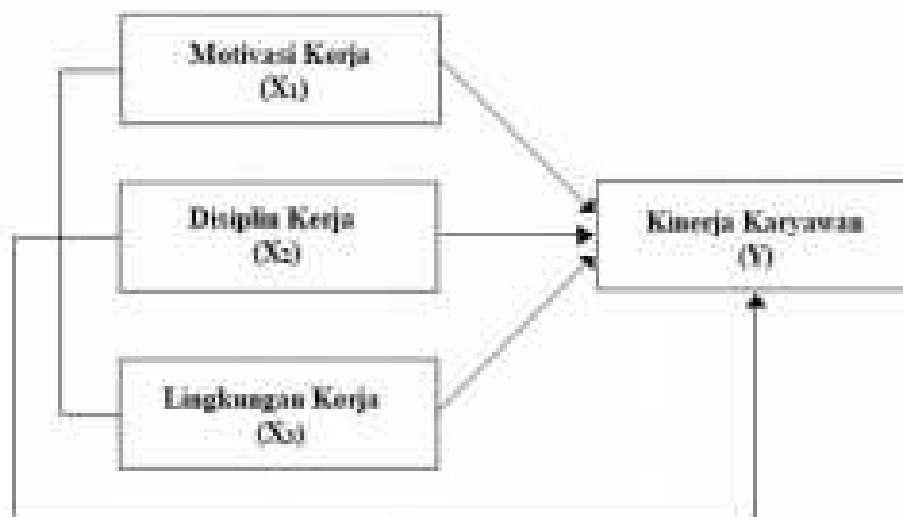 Motivasi Kerja
(X1)
Disiplin Kerja
(X2)
Kinerja Karyawan
(Y)
Lingkungan Kerja
(X3)